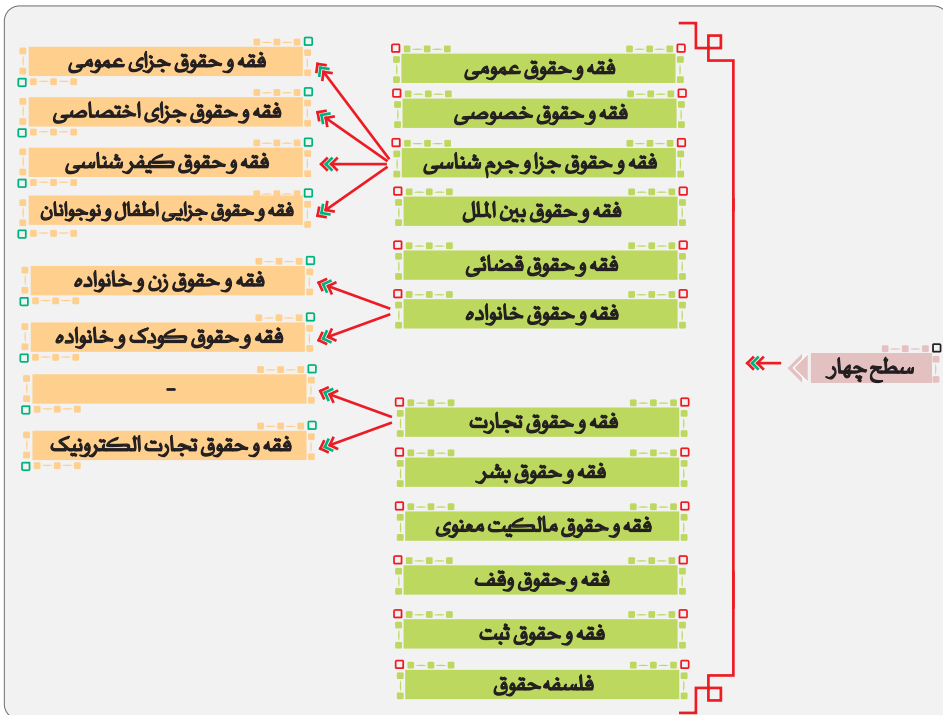 سطح چهار
فقه و حقوق عمومی
فقه و حقوق خصوصی
فقه و حقوق جزا و جرم شناسی
فقه و حقوق بین الملل
فقه و حقوق قضائی
فقه و حقوق خانواده
فقه و حقوق تجارت
فقه و حقوق بشر
فقه و حقوق مالکیت معنوی
فقه و حقوق وقف
فقه و حقوق ثبت
فلسفه حقوق
فقه و حقوق جزای عمومی
فقه و حقوق جزای اختصاصی
فقه و حقوق کیفر شناسی
فقه و حقوق جزایی اطفال و نوجوانان
فقه و حقوق زن و خانواده
فقه و حقوق کودک و خانواده
-
فقه و حقوق تجارت الکترونیک